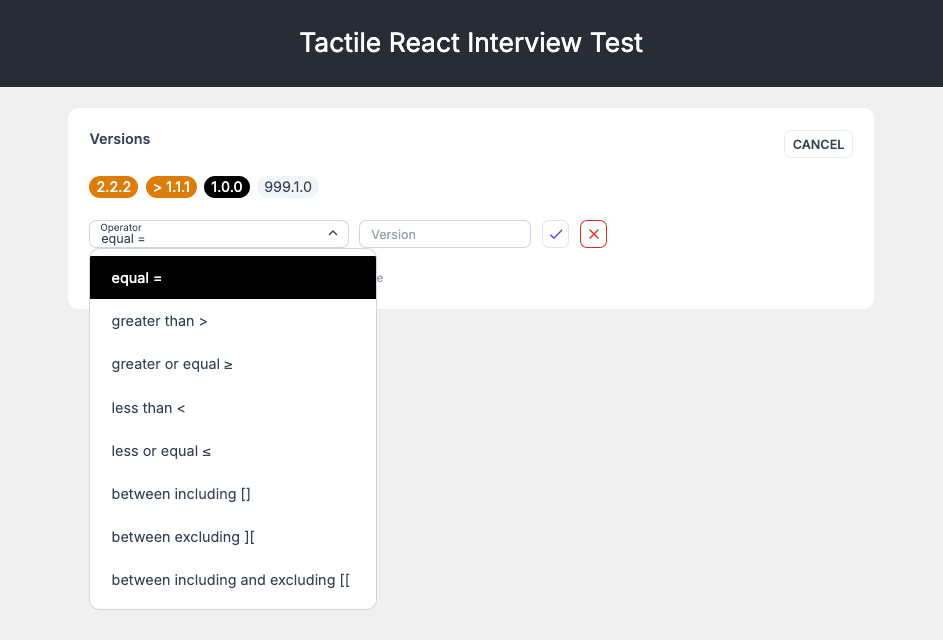 Tactile React Interview Test
Versions
CANCEL
2.2.2 > 1.1.1 1.0.0 999.1.0
Operator
equal =
Version
equal =
greater than >
greater or equal ≥
less than <
less or equal ≤
between including []
between excluding ][
between including and excluding [[